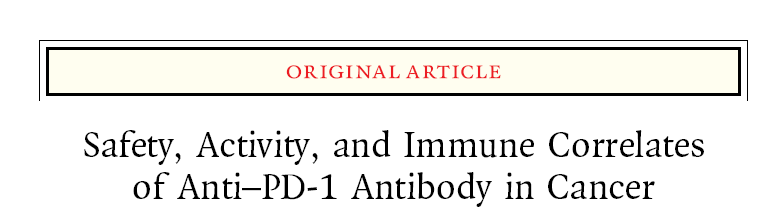 ORIGINAL ARTICLE
Safety, Activity, and Immune Correlates
of Anti–PD-1 Antibody in Cancer